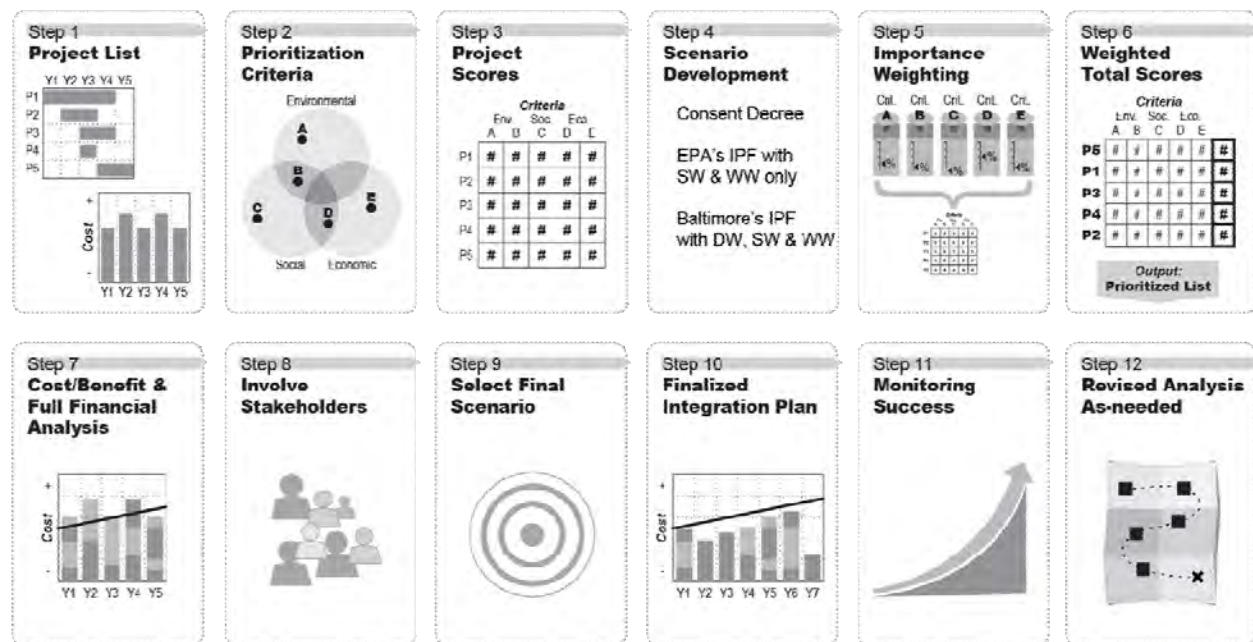 Step 1
Project List
Y1 Y2 Y3 Y4 Y5
P1
P2
P3
P4
P5
+
Cost
-
Y1 Y2 Y3 Y4 Y5
Step 2
Prioritization
Criteria
Environmental
A
B
C
D
E
Social
Economic
Step 3
Project
Scores
Criteria
Env. Soc. Eco.
A B C D E
P1 # # # # #
P2 # # # # #
P3 # # # # #
P4 # # # # #
P5 # # # # #
Step 4
Scenario
Development
Consent Decree
EPA's IPF with
SW & WW only
Baltimore's IPF
with DW, SW & WW
Step 5
Importance
Weighting
Crit. Crit. Crit. Crit. Crit.
A B C D E
# # # # #
% % % % %
Criteria
Step 6
Weighted
Total Scores
Criteria
Env. Soc. Eco.
A B C D E
P5 # # # # # #
P1 # # # # # #
P3 # # # # # #
P4 # # # # # #
P2 # # # # # #
Output:
Prioritized List
Step 7
Cost/Benefit &
Full Financial
Analysis
+
Cost
-
Y1 Y2 Y3 Y4 Y5
Step 8
Involve
Stakeholders
Step 9
Select Final
Scenario
Step 10
Finalized
Integration Plan
+
Cost
-
Y1 Y2 Y3 Y4 Y5 Y6 Y7
Step 11
Monitoring
Success
Step 12
Revised Analysis
As-needed